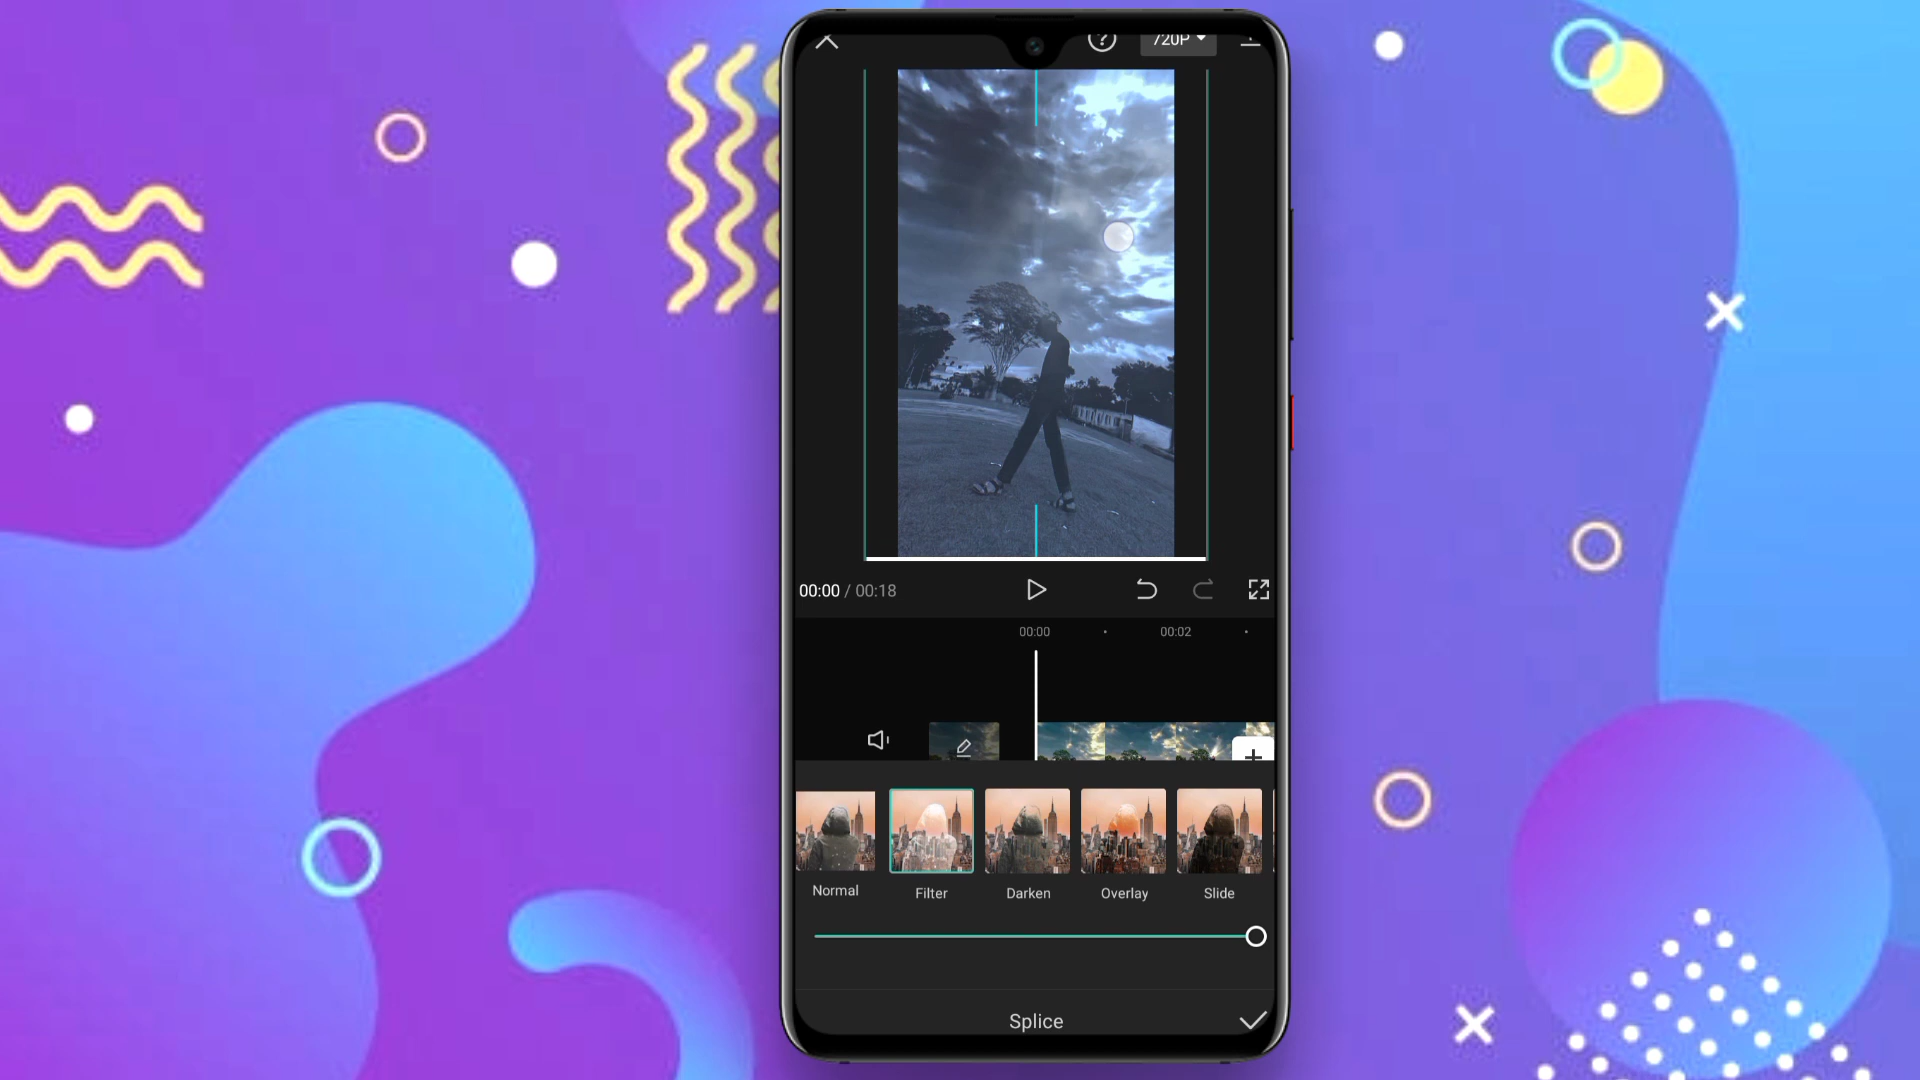 720P
00:00 / 00:18
00:00
00:02
Normal
Filter
Darken
Overlay
Slide
Splice